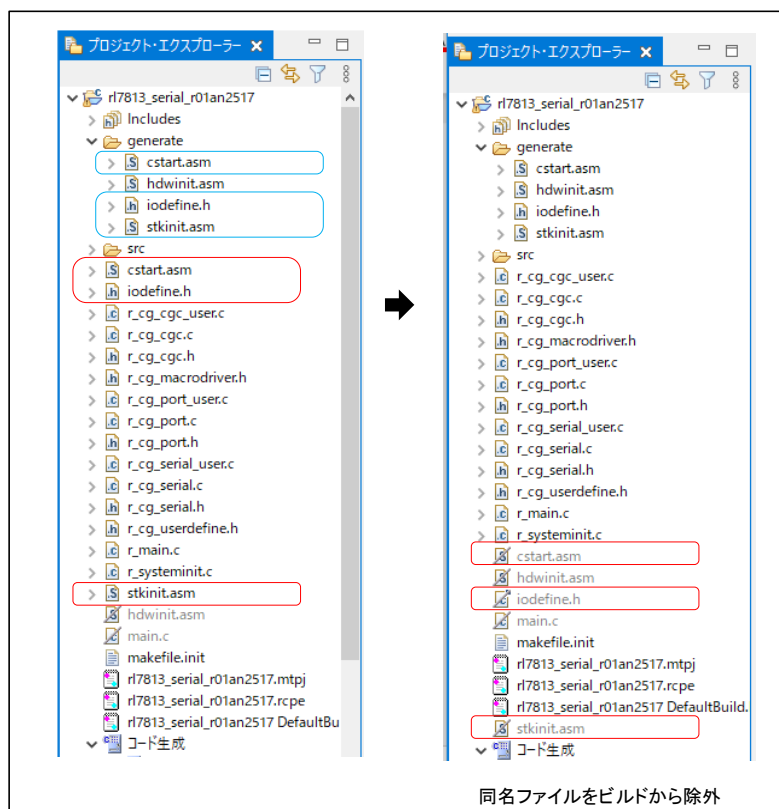 プロジェクト・エクスプローラー
rl7813_serial_r01an2517
Includes
generate
cstart.asm
hdwinit.asm
iodefine.h
stkinit.asm
src
cstart.asm
iodefine.h
r_cg_cgc_user.c
r_cg_cgc.c
r_cg_cgc.h
r_cg_macrodriver.h
r_cg_port_user.c
r_cg_port.c
r_cg_port.h
r_cg_serial_user.c
r_cg_serial.c
r_cg_serial.h
r_cg_userdefine.h
r_main.c
r_systeminit.c
stkinit.asm
hdwinit.asm
main.c
makefile.init
rl7813_serial_r01an2517.mtpj
rl7813_serial_r01an2517.rcpe
rl7813_serial_r01an2517 DefaultBu
コード生成
プロジェクト・エクスプローラー
rl7813_serial_r01an2517
Includes
generate
cstart.asm
hdwinit.asm
iodefine.h
stkinit.asm
src
r_cg_cgc_user.c
r_cg_cgc.c
r_cg_cgc.h
r_cg_macrodriver.h
r_cg_port_user.c
r_cg_port.c
r_cg_port.h
r_cg_serial_user.c
r_cg_serial.c
r_cg_serial.h
r_cg_userdefine.h
r_main.c
r_systeminit.c
cstart.asm
hdwinit.asm
iodefine.h
main.c
makefile.init
rl7813_serial_r01an2517.mtpj
rl7813_serial_r01an2517.rcpe
rl7813_serial_r01an2517 DefaultBuild.
stkinit.asm
コード生成
同名ファイルをビルドから除外